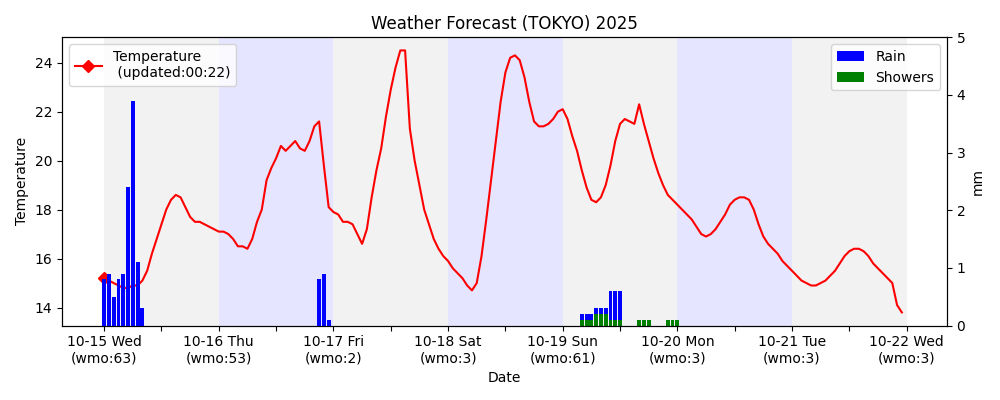 Weather Forecast (TOKYO) 2025
Temperature
(updated:00:22)
Rain
Showers
24
22
20
18
16
14
Temperature
5
4
3
2
1
0
mm
10-15 Wed
(wmo:63)
10-16 Thu
(wmo:53)
10-17 Fri
(wmo:2)
10-18 Sat
(wmo:3)
10-19 Sun
(wmo:61)
10-20 Mon
(wmo:3)
10-21 Tue
(wmo:3)
10-22 Wed
(wmo:3)
Date